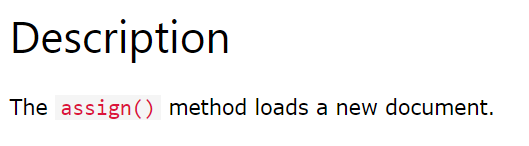 Description
The assign() method loads a new document.